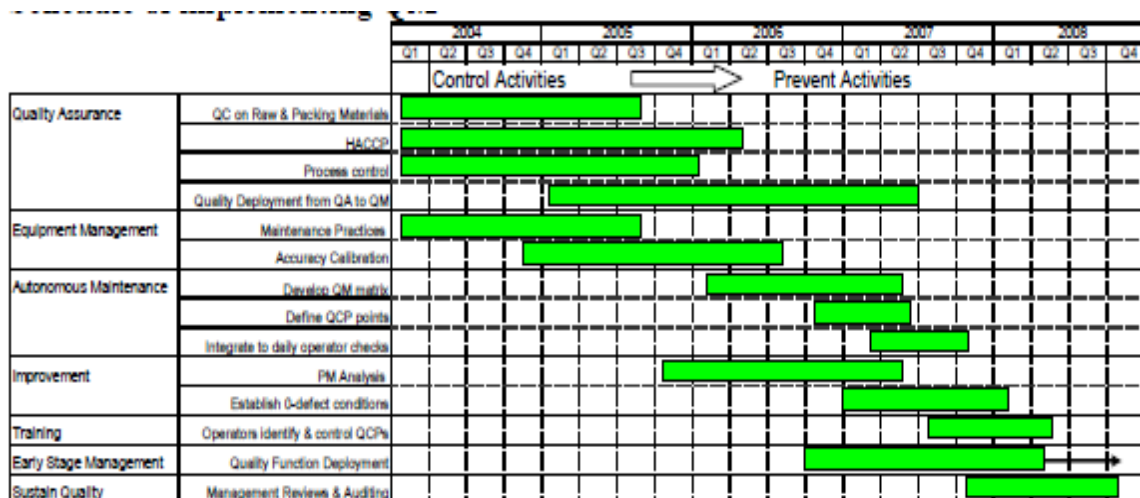 2004 2005 2006 2007 2008
Q1 Q2 Q3 Q4 Q1 Q2 Q3 Q4 Q1 Q2 Q3 Q4 Q1 Q2 Q3 Q4 Q1 Q2 Q3 Q4
Control Activities Prevent Activities
Quality Assurance QC on Raw & Packing Materials
HACCP
Process control
Quality Deployment from QA to QM
Equipment Management Maintenance Practices
Accuracy Calibration
Autonomous Maintenance Develop QM matrix
Define QCP points
Integrate to daily operator checks
Improvement PM Analysis
Establish 0-defect conditions
Training Operators identify & control QCPs
Early Stage Management Quality Function Deployment
Sustain Quality Management Reviews & Auditing